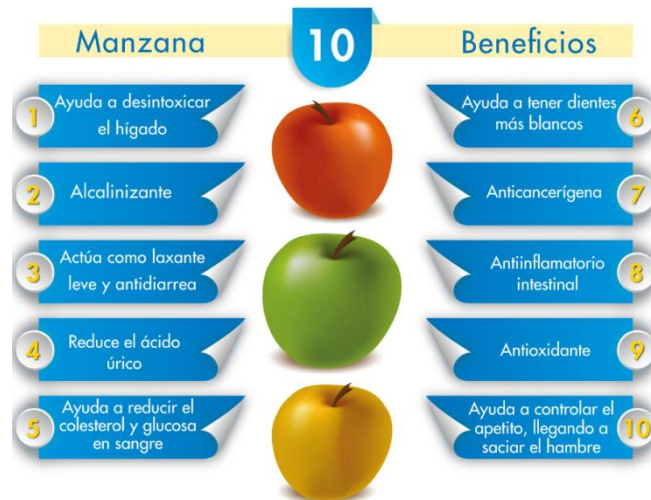 Manzana
10
Beneficios
1
Ayuda a desintoxicar
el hígado
2
Alcalinizante
3
Actúa como laxante
leve y antidiarrea
4
Reduce el ácido
úrico
5
Ayuda a reducir el
colesterol y glucosa
en sangre
Ayuda a tener dientes
más blancos
6
Anticancerígena
7
Antiinflamatorio
intestinal
8
Antioxidante
9
Ayuda a controlar el
apetito, llegando a
saciar el hambre
10